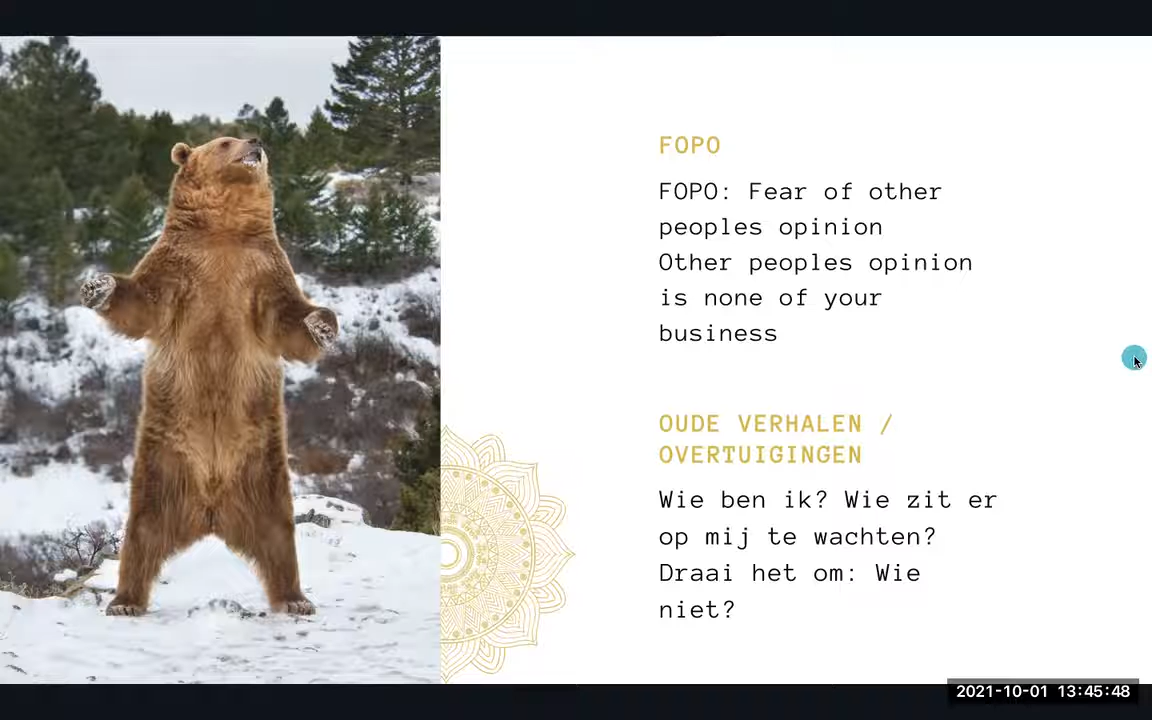 FOPO
FOPO: Fear of other
peoples opinion
Other peoples opinion
is none of your
business
OUDE VERHALEN /
OVERTUIGINGEN
Wie ben ik? Wie zit er
op mij te wachten?
Draai het om: Wie
niet?
2021-10-01 13:45:48